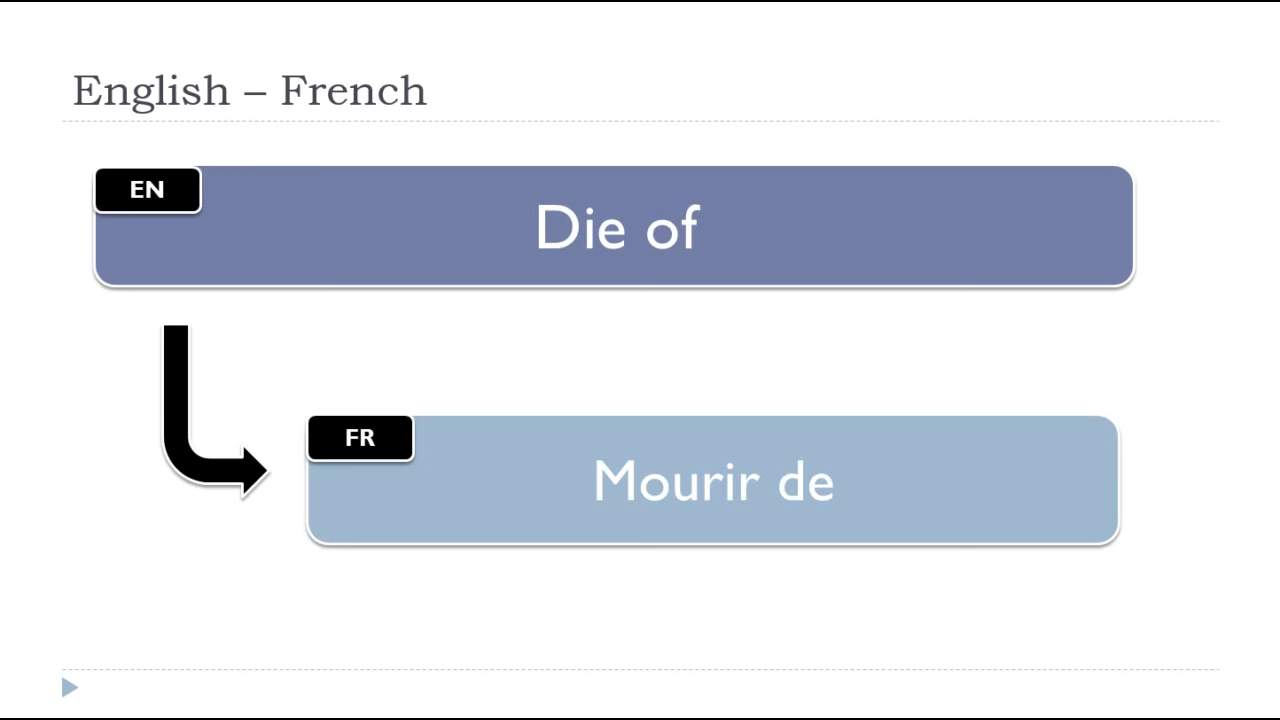 English – French
EN
Die of
FR
Mourir de